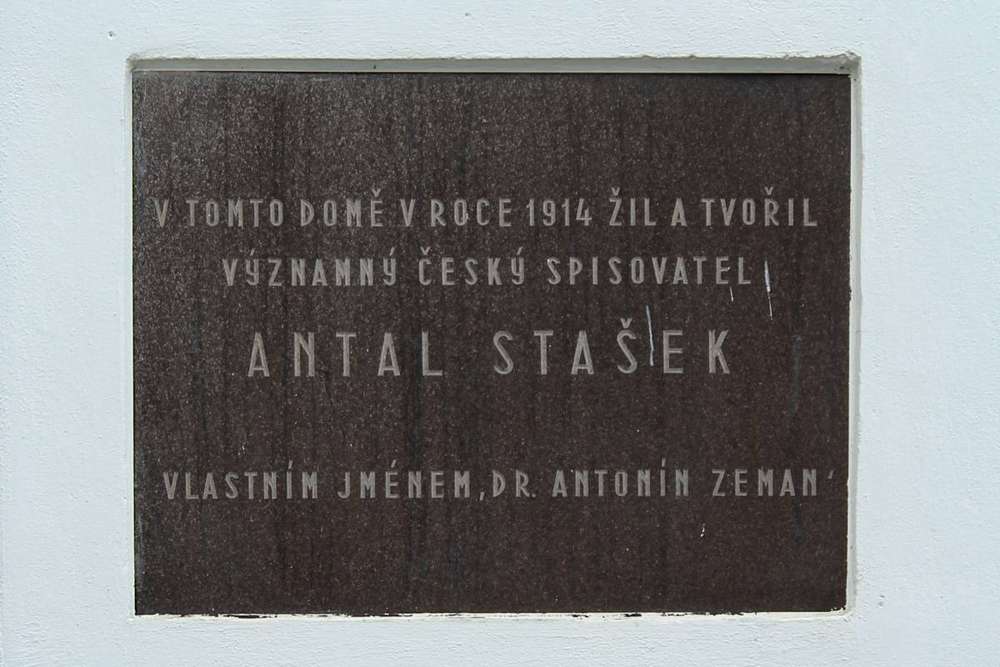 V TOMTO DOMĚ V ROCE 1914 ŽIL A TVOŘIL
VÝZNAMNÝ ČESKÝ SPISOVATEL
ANTAL STAŠEK
VLASTNÍM JMÉNEM ‚DR. ANTONÍN ZEMAN‘